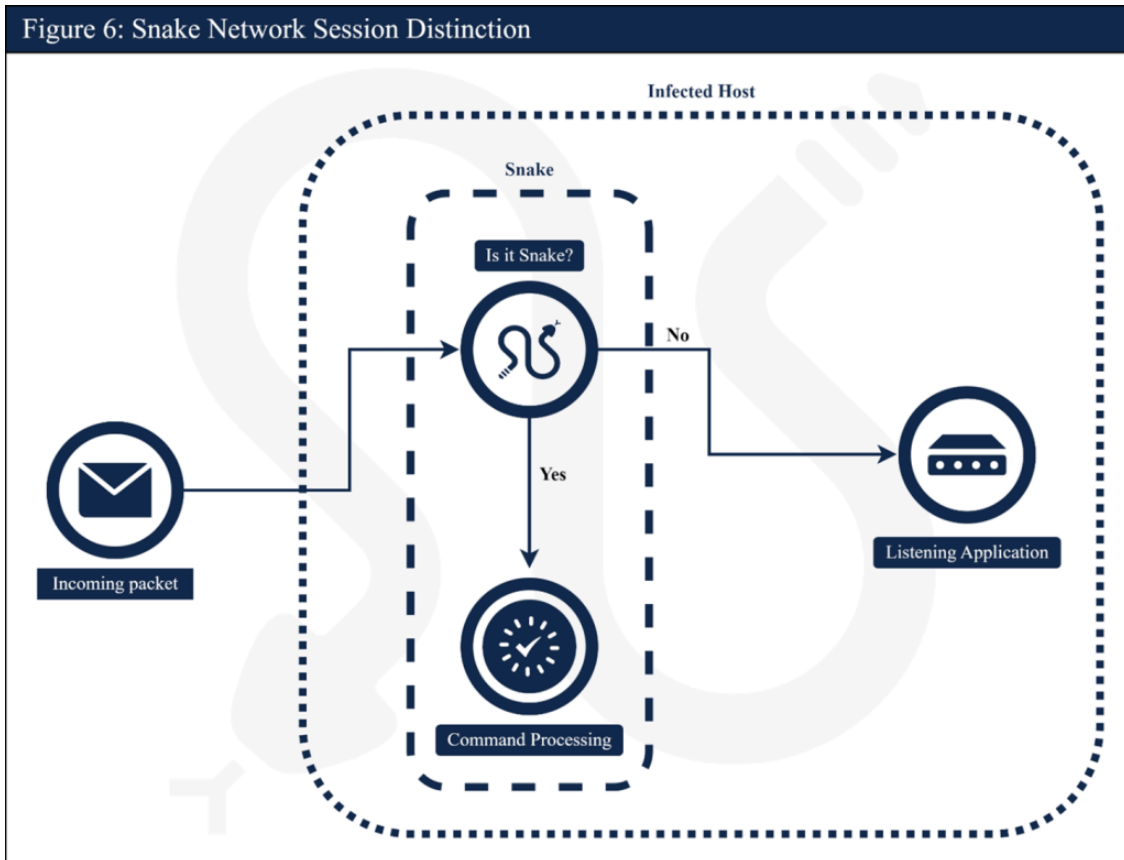 Figure 6: Snake Network Session Distinction
Infected Host
Snake
Is it Snake?
No
Yes
Incoming packet
Listening Application
Command Processing